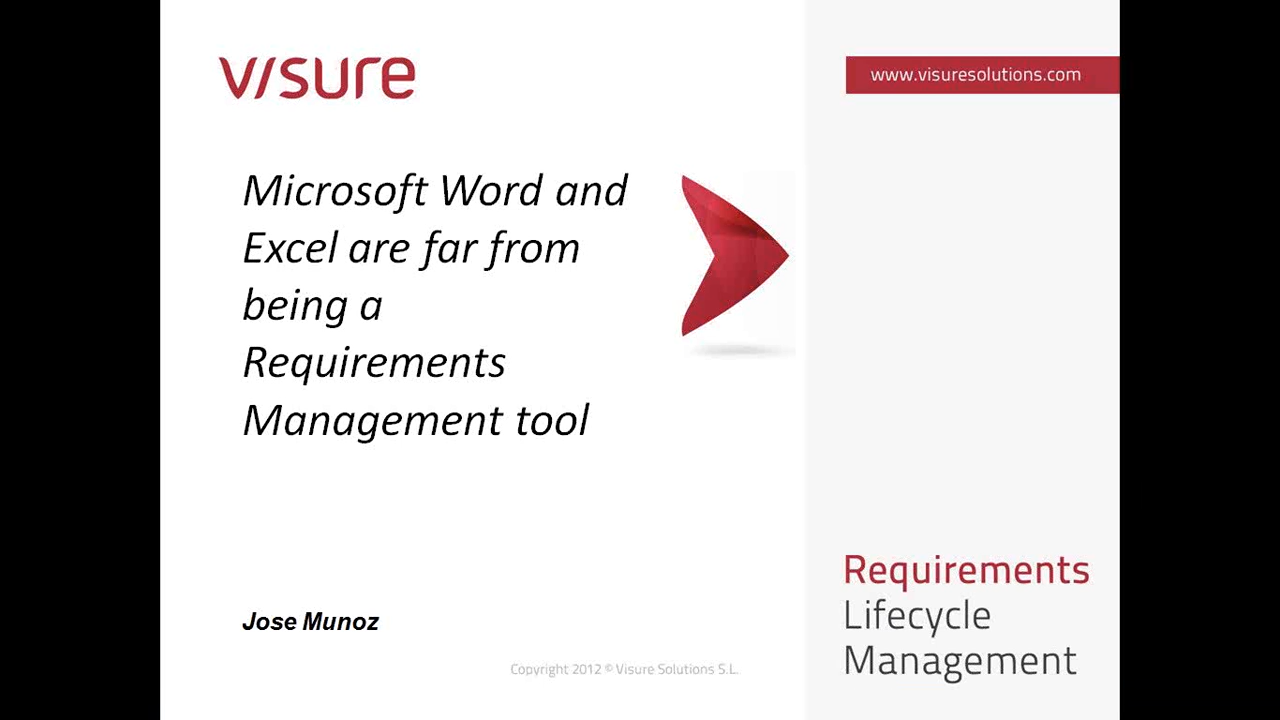 visure
www.visuresolutions.com
Microsoft Word and
Excel are far from
being a
Requirements
Management tool
Jose Munoz
Copyright 2012 © Visure Solutions S.L.
Requirements
Lifecycle
Management